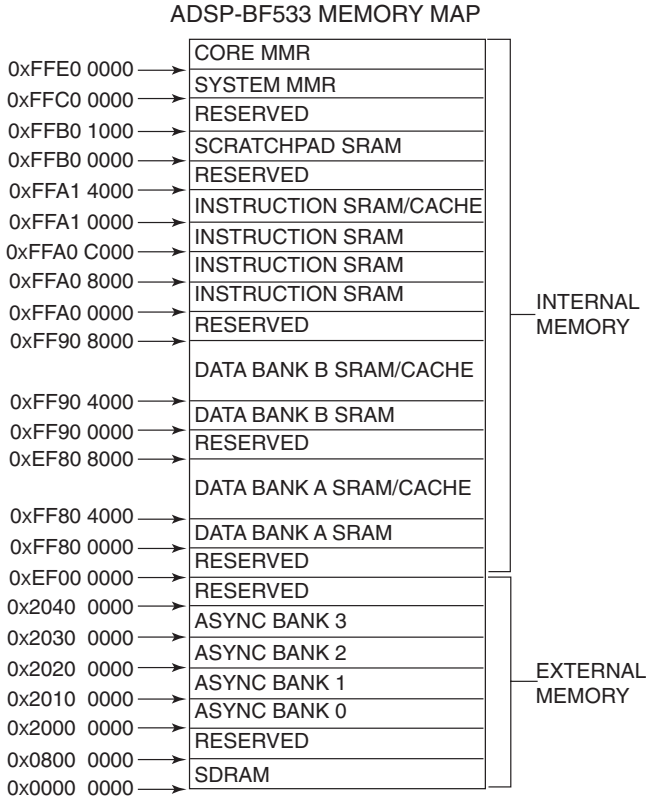 ADSP-BF533 MEMORY MAP
CORE MMR
0xFFE0 0000
SYSTEM MMR
0xFFC0 0000
RESERVED
0xFFB0 1000
SCRATCHPAD SRAM
0xFFB0 0000
RESERVED
0xFFA1 4000
INSTRUCTION SRAM/CACHE
0xFFA1 0000
INSTRUCTION SRAM
0xFFA0 C000
INSTRUCTION SRAM
0xFFA0 8000
INSTRUCTION SRAM
0xFFA0 0000
RESERVED
0xFF90 8000
INTERNAL
MEMORY
DATA BANK B SRAM/CACHE
0xFF90 4000
DATA BANK B SRAM
0xFF90 0000
RESERVED
0xEF80 8000
DATA BANK A SRAM/CACHE
0xFF80 4000
DATA BANK A SRAM
0xFF80 0000
RESERVED
0xEF00 0000
RESERVED
0x2040 0000
ASYNC BANK 3
0x2030 0000
ASYNC BANK 2
0x2020 0000
ASYNC BANK 1
0x2010 0000
ASYNC BANK 0
0x2000 0000
RESERVED
0x0800 0000
SDRAM
0x0000 0000
EXTERNAL
MEMORY